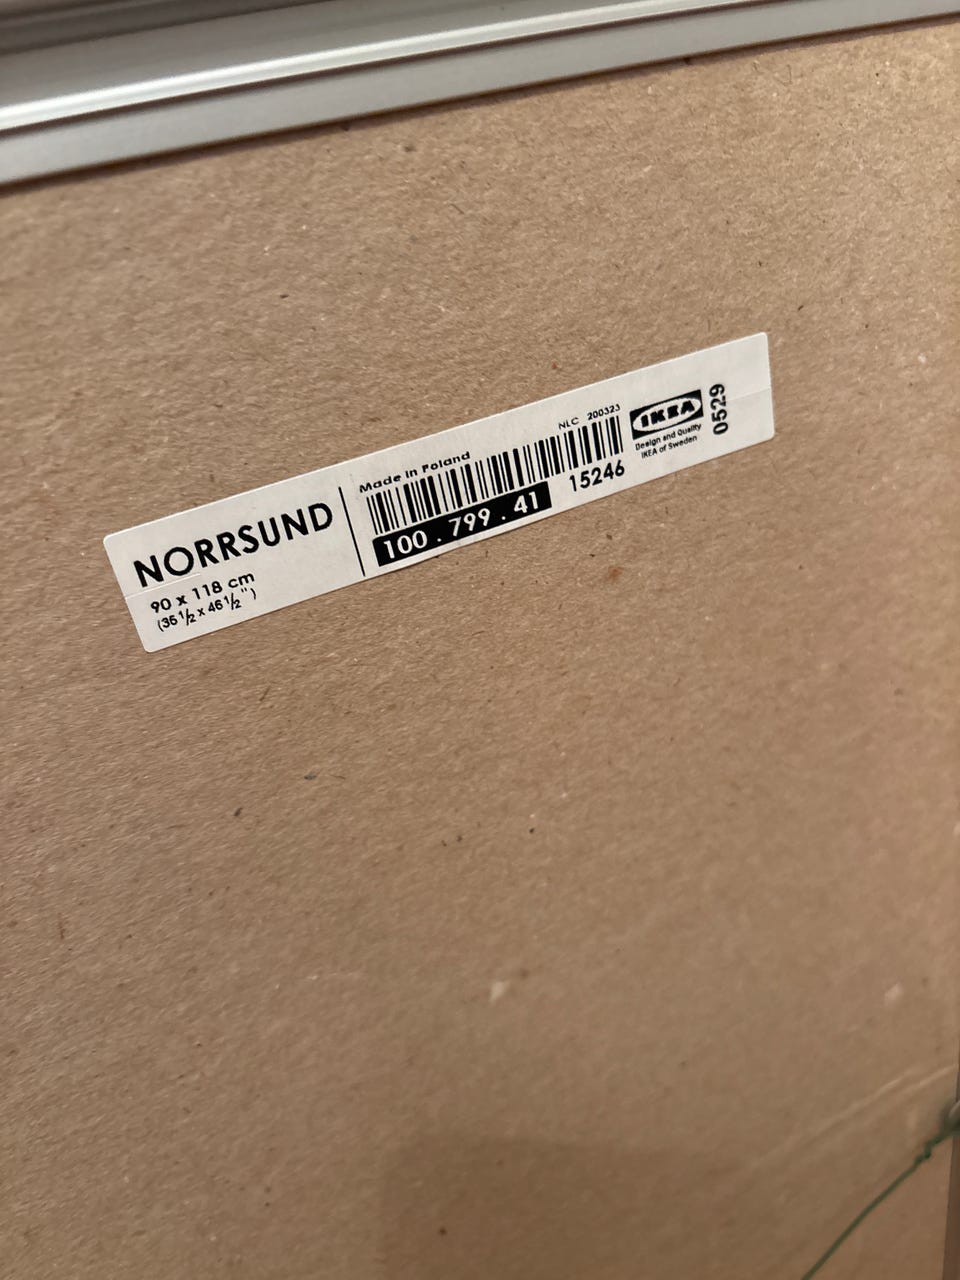 NORRSUND
90 x 118 cm
(35 1/2 x 46 1/2")
Made in Poland
NLC 200323
100.799.41
15246
IKEA
Design and Quality
IKEA of Sweden
0529